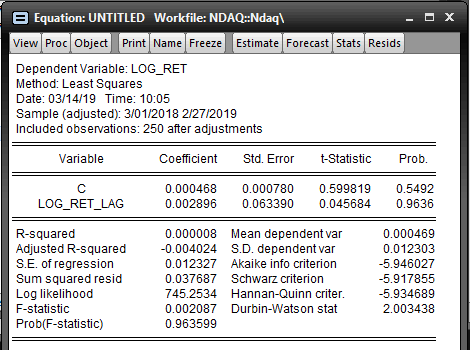 Equation: UNTITLED Workfile: NDAQ::Ndaq\
View Proc Object Print Name Freeze Estimate Forecast Stats Resids
Dependent Variable: LOG_RET
Method: Least Squares
Date: 03/14/19 Time: 10:05
Sample (adjusted): 3/01/2018 2/27/2019
Included observations: 250 after adjustments
Variable Coefficient Std. Error t-Statistic Prob.
C 0.000468 0.000780 0.599819 0.5492
LOG_RET_LAG 0.002896 0.063390 0.045684 0.9636
R-squared 0.000008 Mean dependent var 0.000469
Adjusted R-squared -0.004024 S.D. dependent var 0.012303
S.E. of regression 0.012327 Akaike info criterion -5.946027
Sum squared resid 0.037687 Schwarz criterion -5.917855
Log likelihood 745.2534 Hannan-Quinn criter. -5.934689
F-statistic 0.002087 Durbin-Watson stat 2.003438
Prob(F-statistic) 0.963599